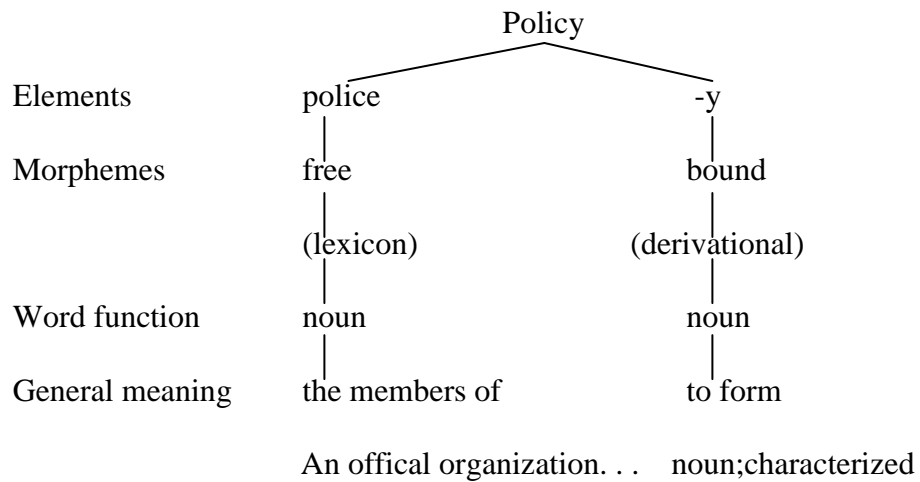 Policy
Elements police -y
Morphemes free bound
(lexicon) (derivational)
Word function noun noun
General meaning the members of to form
An offical organization. . . noun;characterized